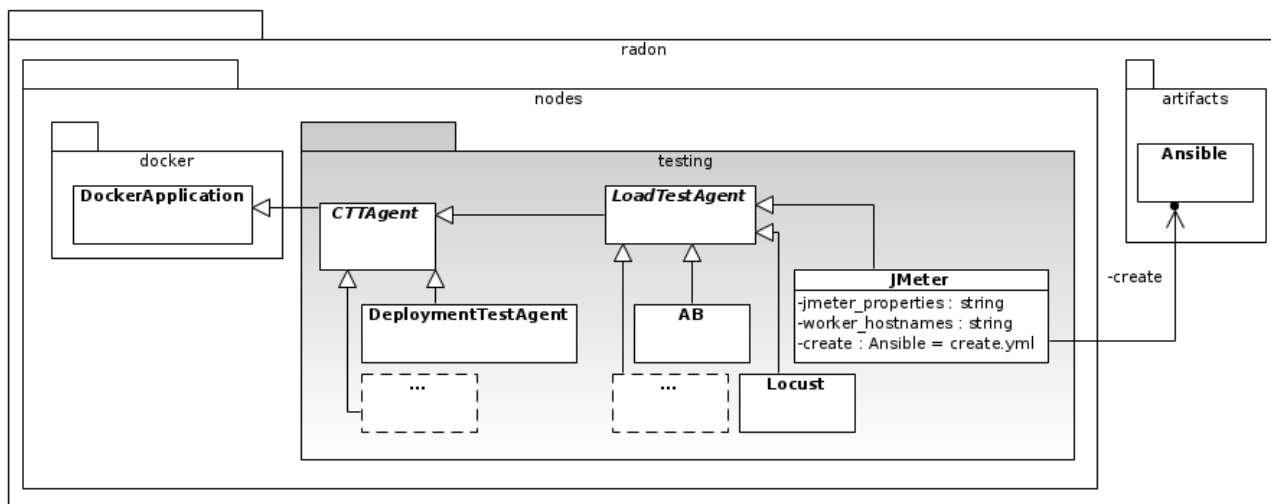 radon
nodes
artifacts
docker
testing
Ansible
DockerApplication
CTTAgent
LoadTestAgent
JMeter
-jmeter_properties : string
-worker_hostnames : string
-create : Ansible = create.yml
-create
DeploymentTestAgent
AB
...
...
Locust